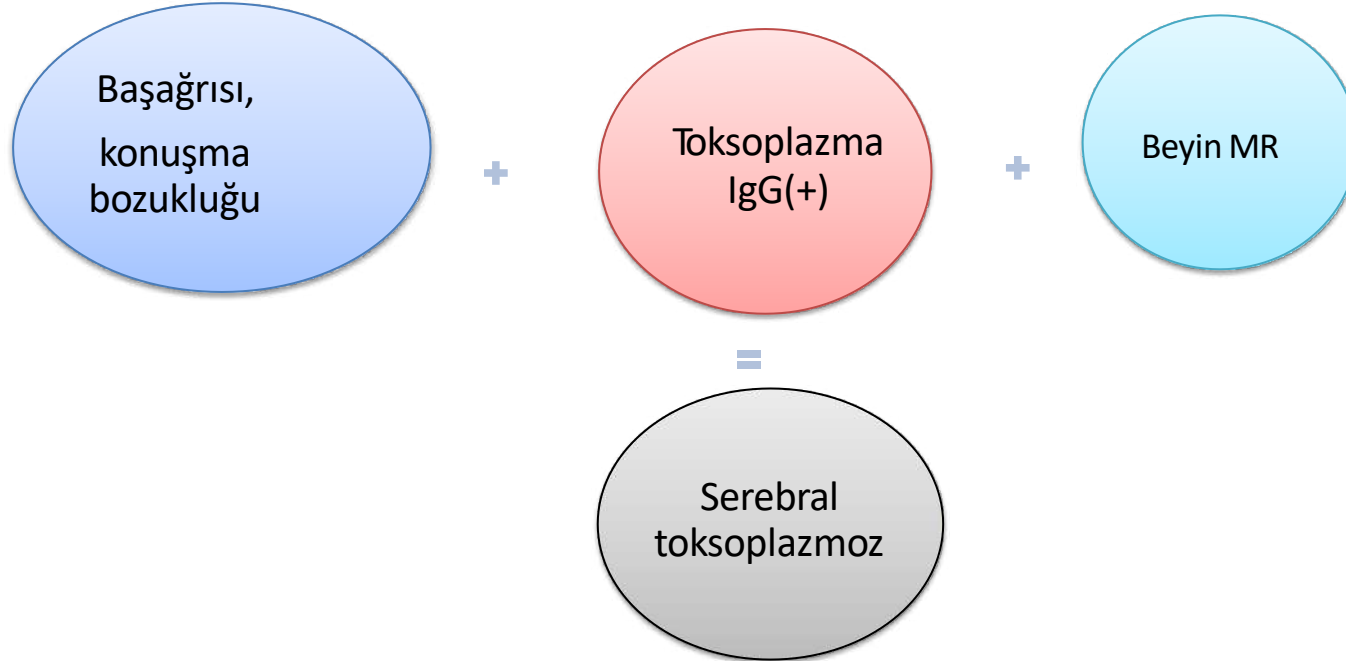 Başağrısı,
konuşma
bozukluğu
+
Toksoplazma
IgG(+)
+
Beyin MR
=
Serebral
toksoplazmoz